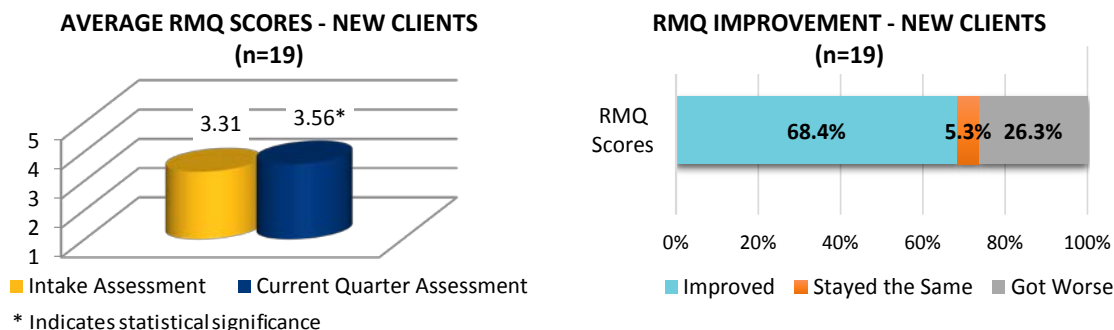 AVERAGE RMQ SCORES - NEW CLIENTS
(n=19)
3.31
3.56*
5
4
3
2
1
Intake Assessment
Current Quarter Assessment
* Indicates statistical significance
RMQ IMPROVEMENT - NEW CLIENTS
(n=19)
RMQ
Scores
68.4%
5.3%
26.3%
0%
20%
40%
60%
80%
100%
Improved
Stayed the Same
Got Worse